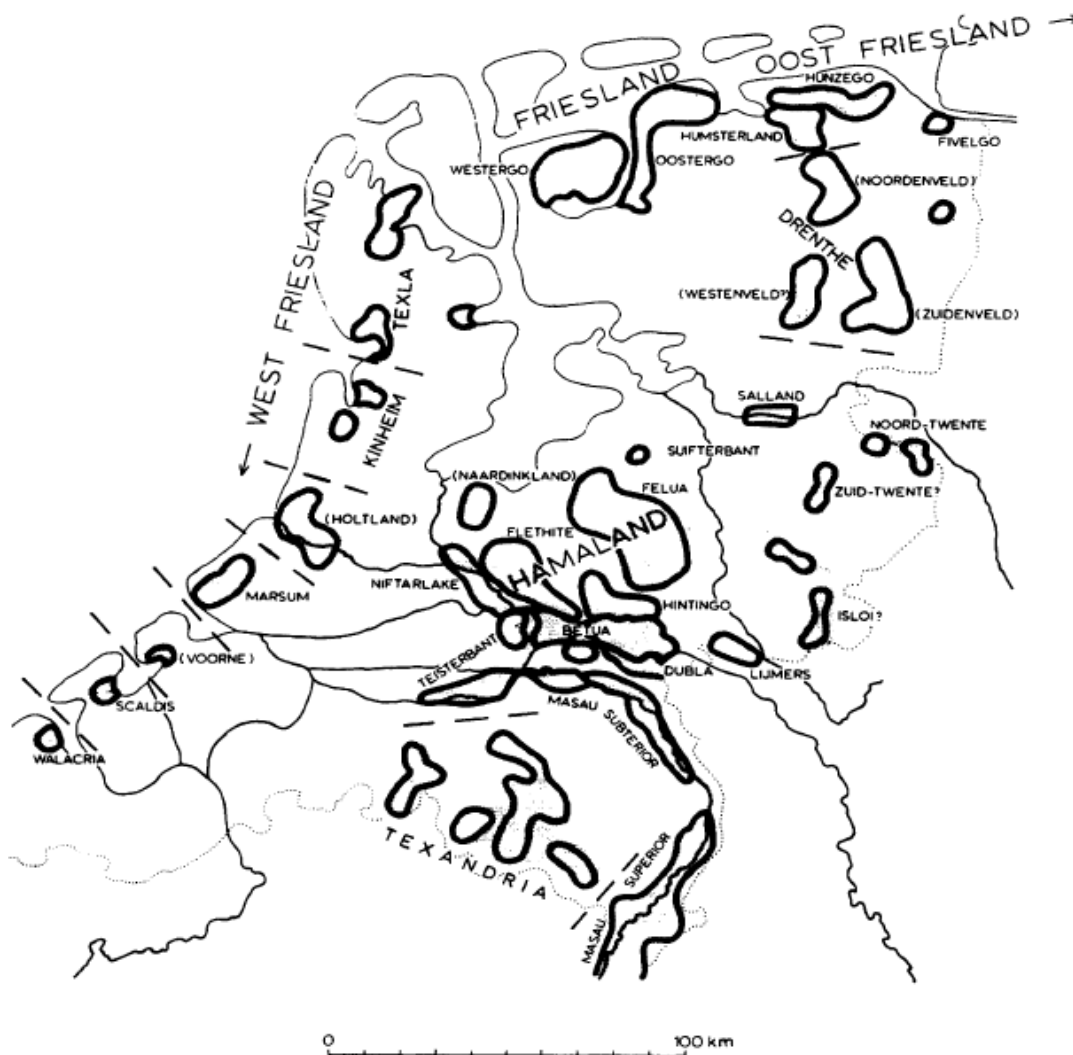 OOST FRIESLAND
FRIESLAND
HUNZEGO
HUMSTERLAND
FIVELGO
WESTERGO
OOSTERGO
(NOORDENVELD)
DRENTHE
WEST FRIESLAND
TEXLA
(WESTENVELD?)
(ZUIDENVELD)
SALLAND
KINHEIM
NOORD-TWENTE
SUIFTERBANT
(NAARDINKLAND)
FELUA
ZUID-TWENTE?
(HOLTLAND)
FLETHITE
HAMALAND
NIFTARLAKE
MARSUM
HINTINGO
ISLOI?
BETUA
(VOORNE)
TEISTERBANT
DUBLA
LIJMERS
SCALDIS
MASAU
SUBTERIOR
WALACRIA
TEXANDRIA
MASAU SUPERIOR
0 100 km